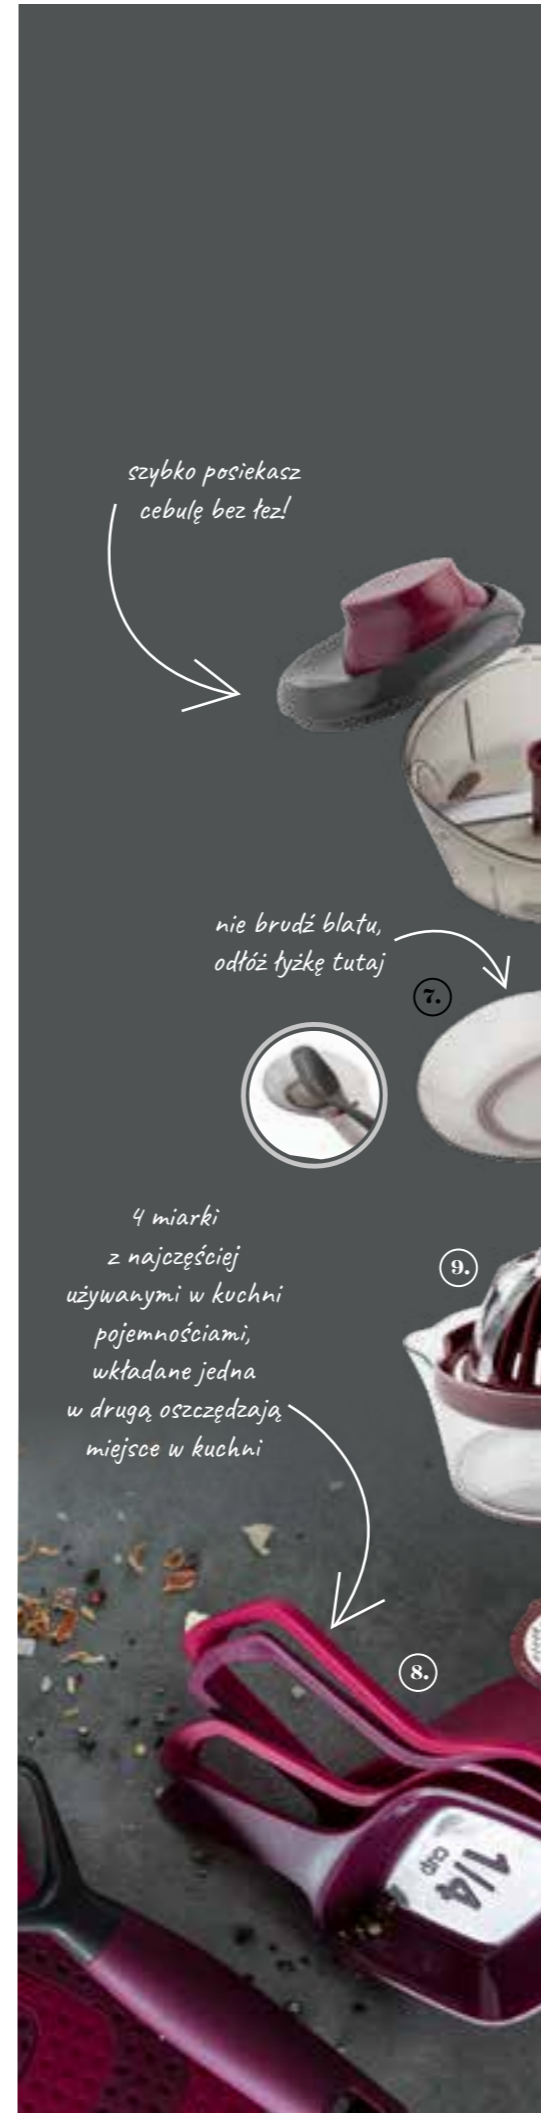 szybko posiekasz
cebulę bez łez!
nie brudź blatu,
odłóż łyżkę tutaj
7.
4 miarki
z najczęściej
używanymi w kuchni
pojemnościami,
wkładane jedna
w drugą oszczędzają
miejsce w kuchni
9.
8.
1/4
cup